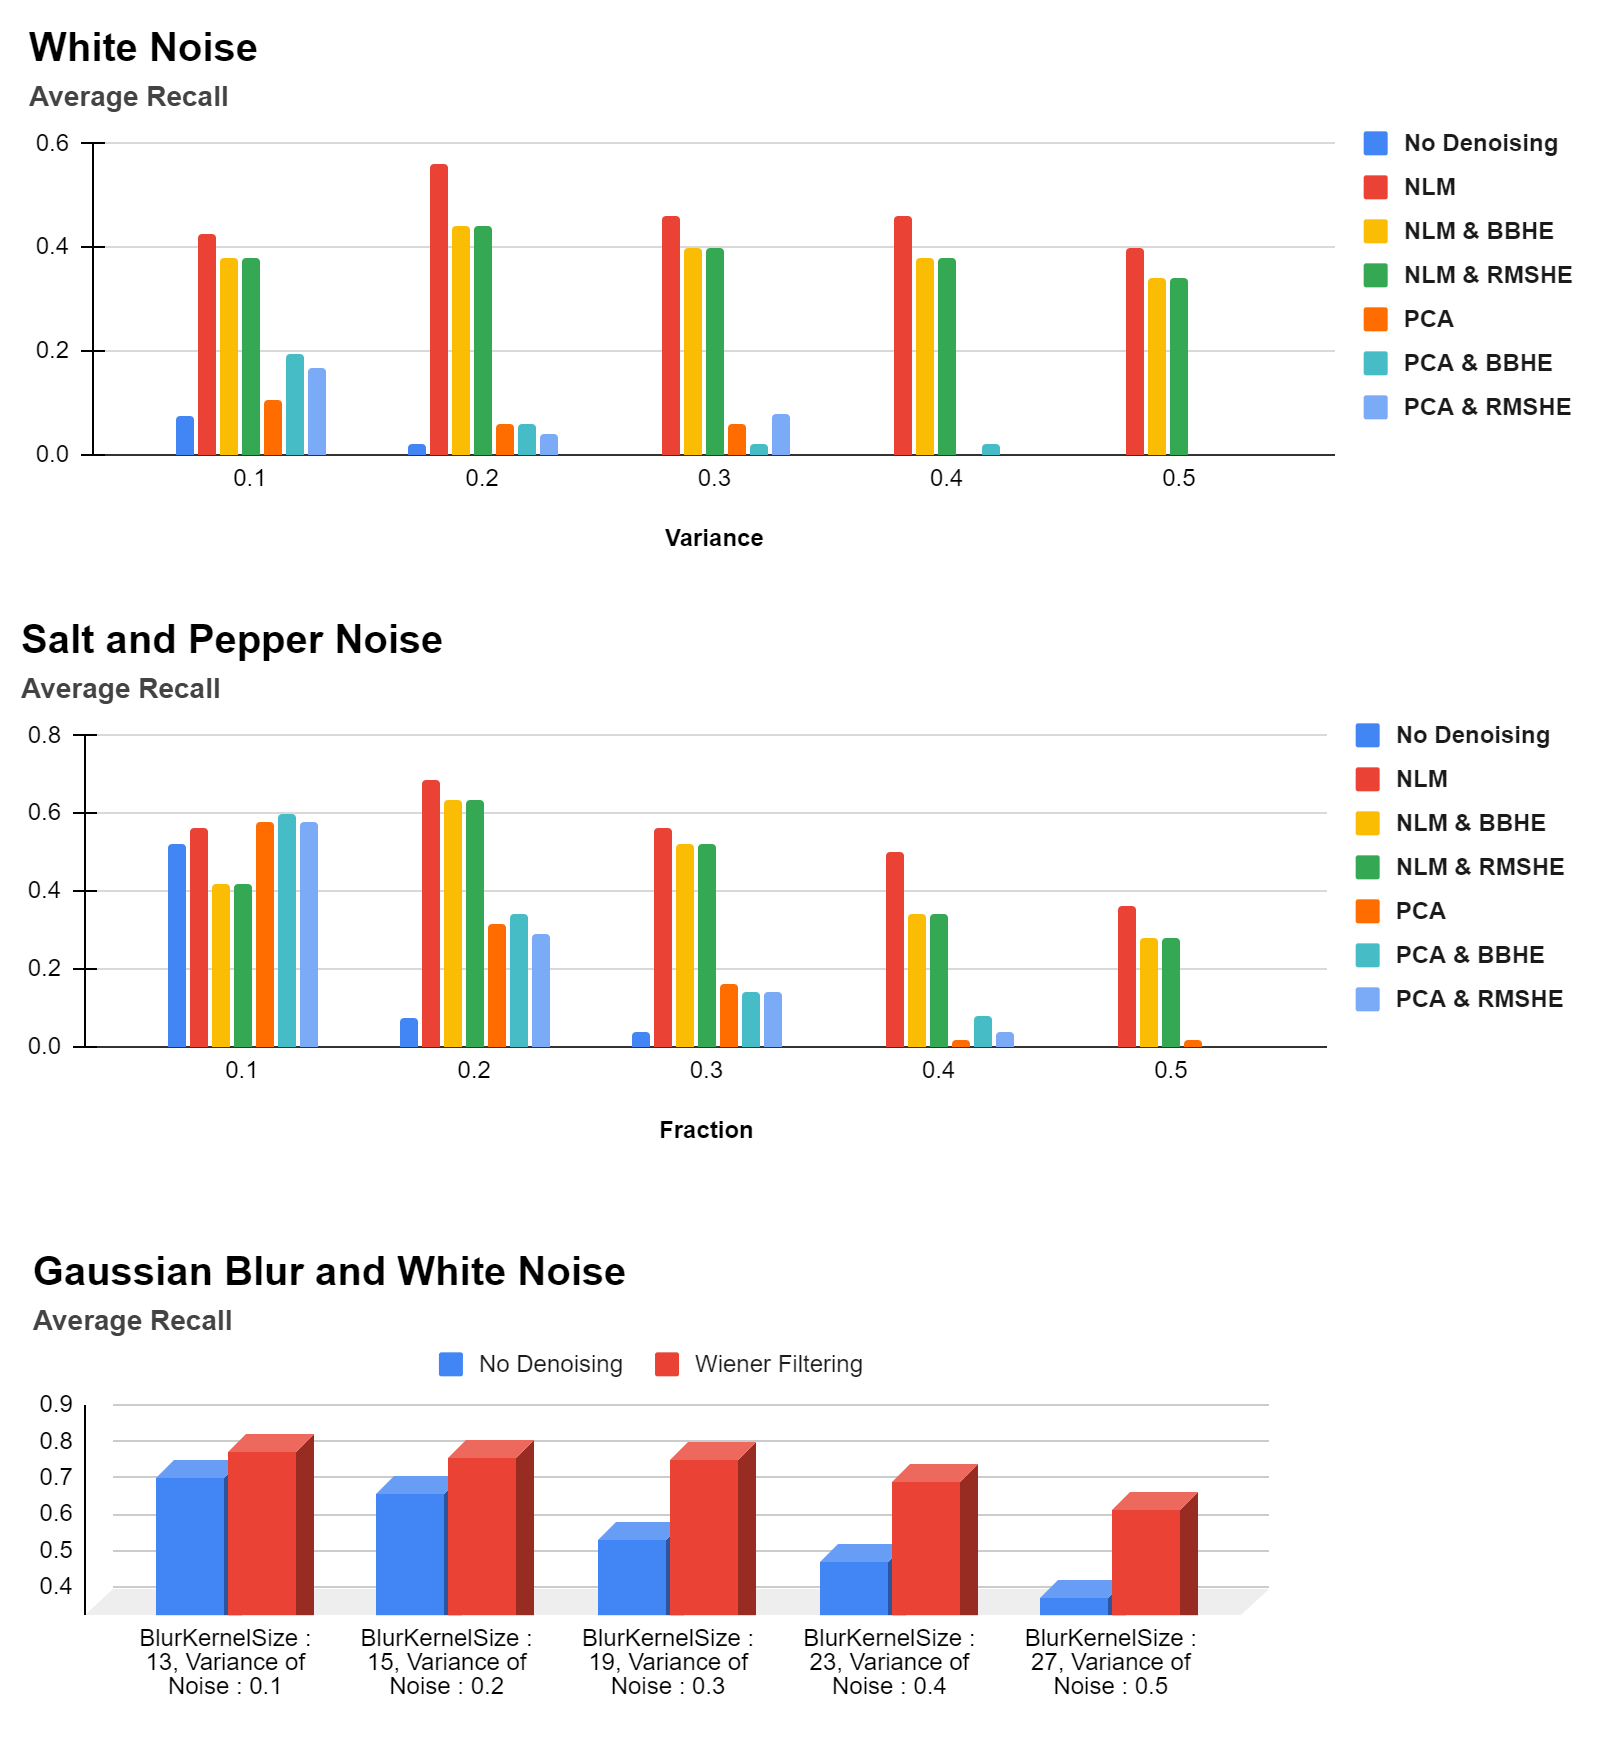 White Noise
Average Recall
0.6
0.4
0.2
0.0
0.1
0.2
0.3
0.4
0.5
Variance
No Denoising
NLM
NLM & BBHE
NLM & RMSHE
PCA
PCA & BBHE
PCA & RMSHE
Salt and Pepper Noise
Average Recall
0.8
0.6
0.4
0.2
0.0
0.1
0.2
0.3
0.4
0.5
Fraction
No Denoising
NLM
NLM & BBHE
NLM & RMSHE
PCA
PCA & BBHE
PCA & RMSHE
Gaussian Blur and White Noise
Average Recall
No Denoising
Wiener Filtering
0.9
0.8
0.7
0.6
0.5
0.4
BlurKernelSize :
13, Variance of
Noise : 0.1
BlurKernelSize :
15, Variance of
Noise : 0.2
BlurKernelSize :
19, Variance of
Noise : 0.3
BlurKernelSize :
23, Variance of
Noise : 0.4
BlurKernelSize :
27, Variance of
Noise : 0.5